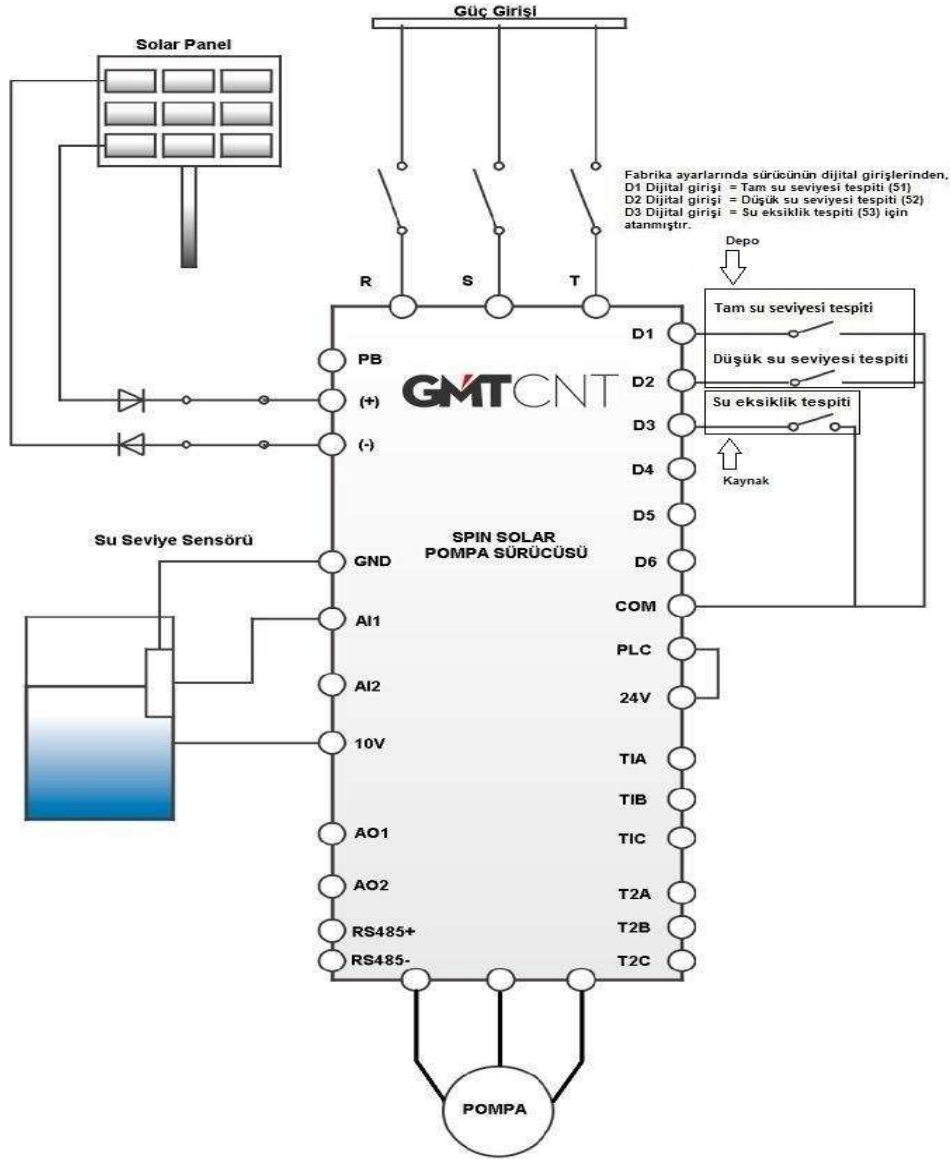 Güç Girişi
Solar Panel
Fabrika ayarlarında sürücünün dijital girişlerinden,
D1 Dijital girişi = Tam su seviyesi tespiti (51)
D2 Dijital girişi = Düşük su seviyesi tespiti (52)
D3 Dijital girişi = Su eksiklik tespiti (53) için
atanmıştır.
Depo
R S T
Tam su seviyesi tespiti
D1
PB
Düşük su seviyesi tespiti
GMTCNT
D2
(+)
Su eksiklik tespiti
D3
(-)
D4
Kaynak
D5
Su Seviye Sensörü
SPIN SOLAR
POMPA SÜRÜCÜSÜ
GND
D6
COM
AI1
PLC
AI2
24V
10V
TIA
TIB
AO1
TIC
AO2
T2A
RS485+
T2B
RS485-
T2C
POMPA